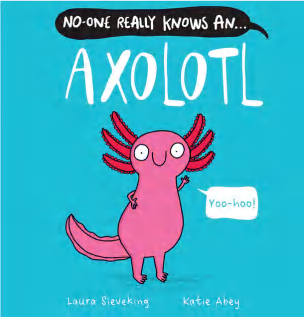 NO-ONE REALLY KNOWS AN...
AXOLOTL
Yoo-hoo!
Laura Sieveking Katie Abey